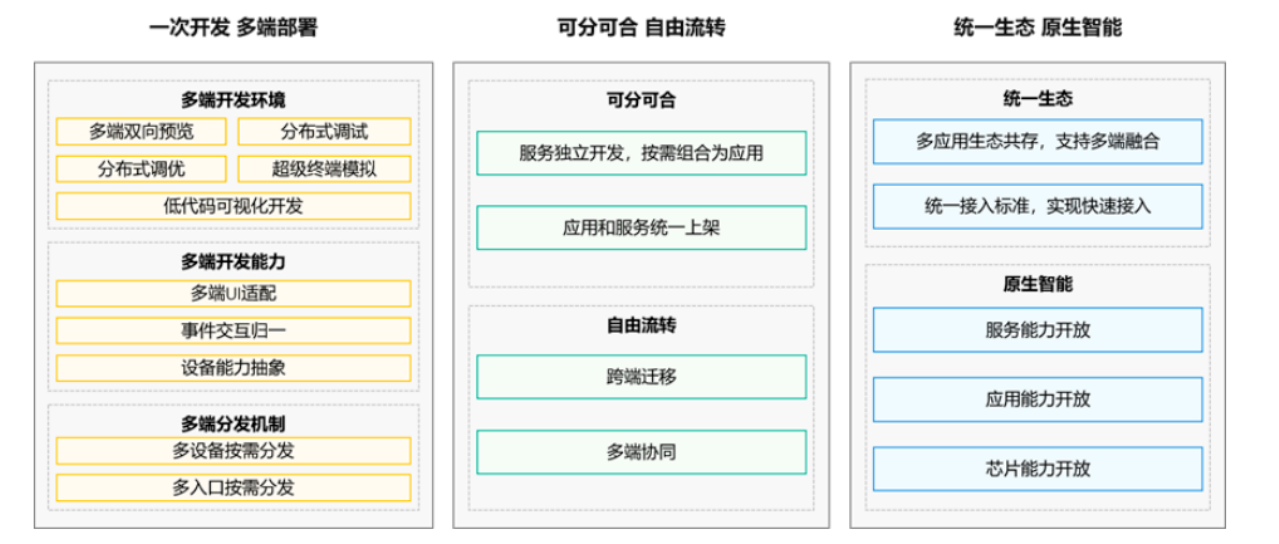 一次开发 多端部署
多端开发环境
多端双向预览
分布式调试
分布式调优
超级终端模拟
低代码可视化开发
多端开发能力
多端UI适配
事件交互归一
设备能力抽象
多端分发机制
多设备按需分发
多入口按需分发
可分可合 自由流转
可分可合
服务独立开发，按需组合为应用
应用和服务统一上架
自由流转
跨端迁移
多端协同
统一生态 原生智能
统一生态
多应用生态共存，支持多端融合
统一接入标准，实现快速接入
原生智能
服务能力开放
应用能力开放
芯片能力开放